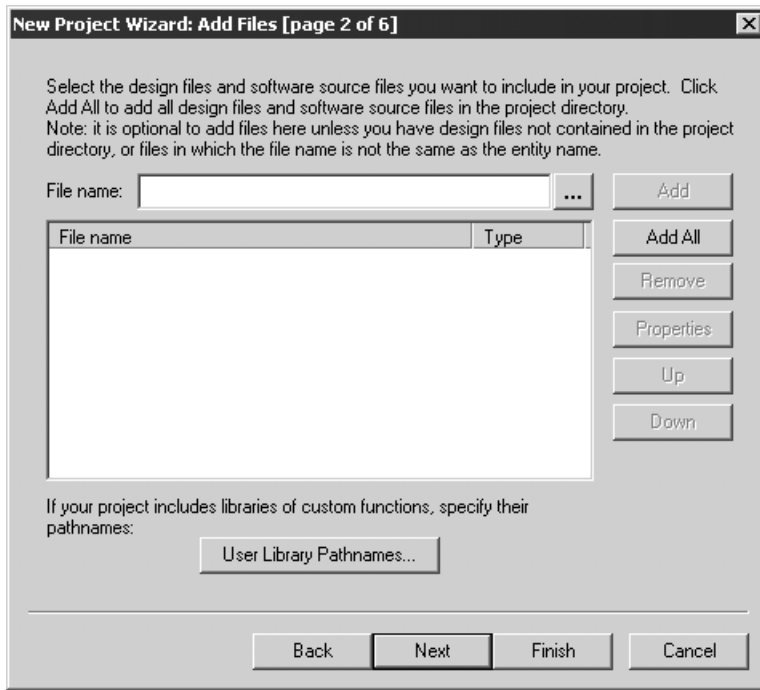 New Project Wizard: Add Files [page 2 of 6]
Select the design files and software source files you want to include in your project. Click
Add All to add all design files and software source files in the project directory.
Note: it is optional to add files here unless you have design files not contained in the project
directory, or files in which the file name is not the same as the entity name.
File name: ... Add
File name Type Add All
Remove
Properties
Up
Down
If your project includes libraries of custom functions, specify their
pathnames:
User Library Pathnames...
Back Next Finish Cancel